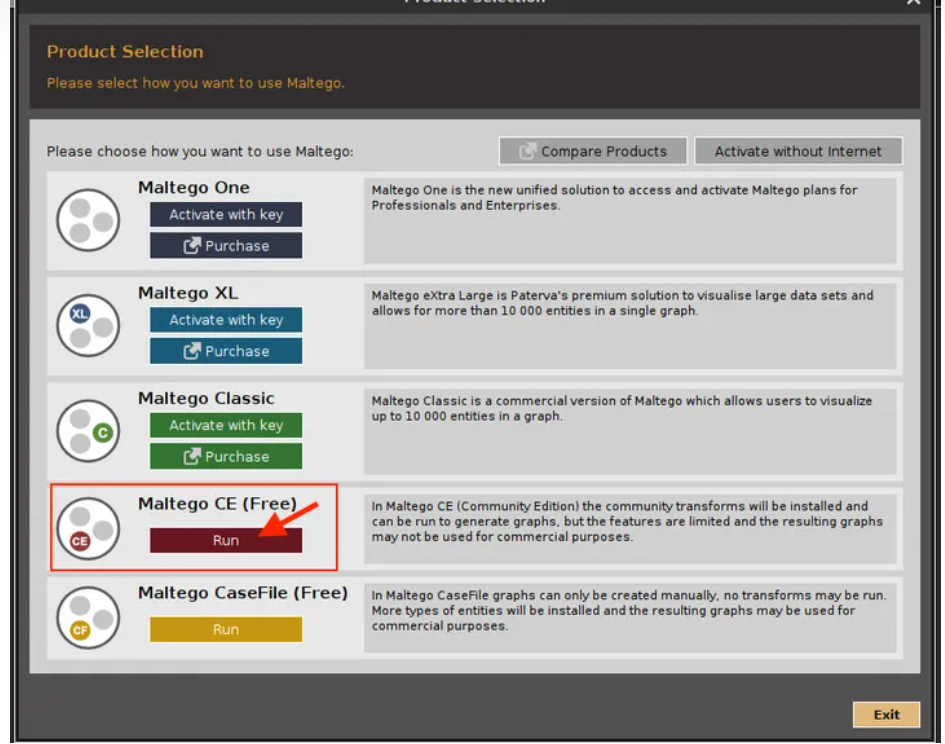 Product Selection
Product Selection
Please select how you want to use Maltego.
Please choose how you want to use Maltego:
Compare Products
Activate without Internet
Maltego One
Activate with key
Purchase
Maltego One is the new unified solution to access and activate Maltego plans for
Professionals and Enterprises.
XL
Maltego XL
Activate with key
Purchase
Maltego eXtra Large is Paterva's premium solution to visualise large data sets and
allows for more than 10 000 entities in a single graph.
C
Maltego Classic
Activate with key
Purchase
Maltego Classic is a commercial version of Maltego which allows users to visualize
up to 10 000 entities in a graph.
CE
Maltego CE (Free)
Run
In Maltego CE (Community Edition) the community transforms will be installed and
can be run to generate graphs, but the features are limited and the resulting graphs
may not be used for commercial purposes.
CF
Maltego CaseFile (Free)
Run
In Maltego CaseFile graphs can only be created manually, no transforms may be run.
More types of entities will be installed and the resulting graphs may be used for
commercial purposes.
Exit